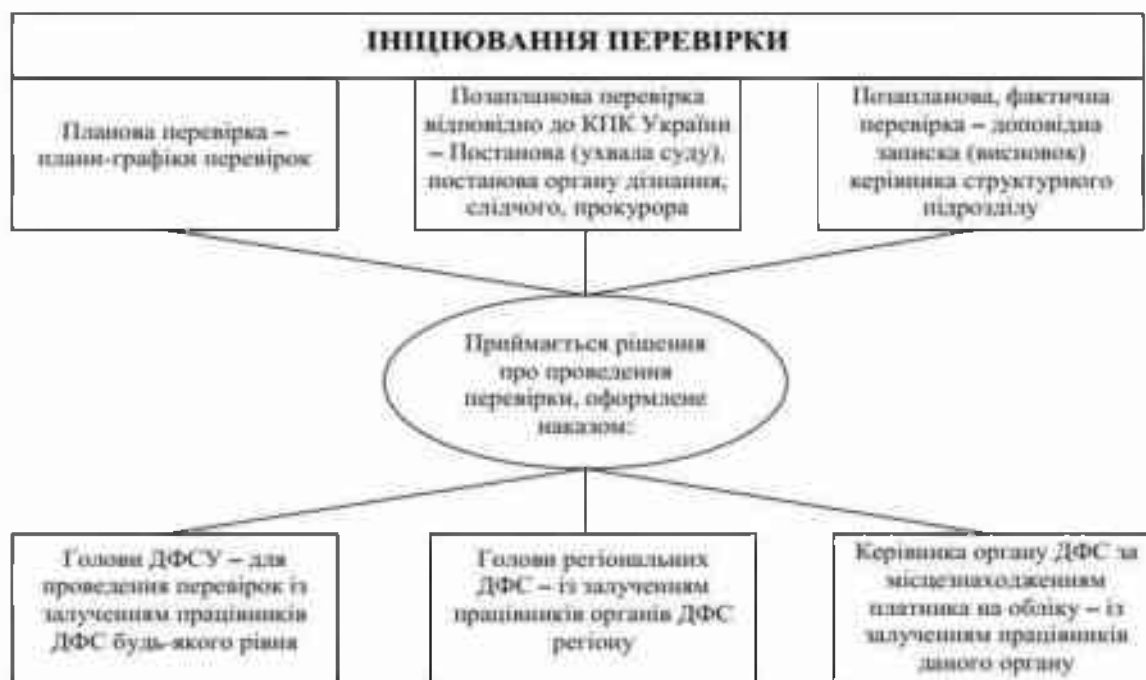 ІНІЦІЮВАННЯ ПЕРЕВІРКИ
Планова перевірка –
плани-графіки перевірок
Позапланова перевірка
відповідно до КПК України
– Постанова (ухвала суду),
постанова органу дізнання,
слідчого, прокурора
Позапланова, фактична
перевірка – доповідна
записка (висновок)
керівника структурного
підрозділу
Приймається рішення
про проведення
перевірки, оформлене
наказом:
Голови ДФСУ – для
проведення перевірок із
залученням працівників
ДФС будь-якого рівня
Голови регіональних
ДФС – із залученням
працівників органів ДФС
регіону
Керівника органу ДФС за
місцезнаходженням
платника на обліку – із
залученням працівників
даного органу